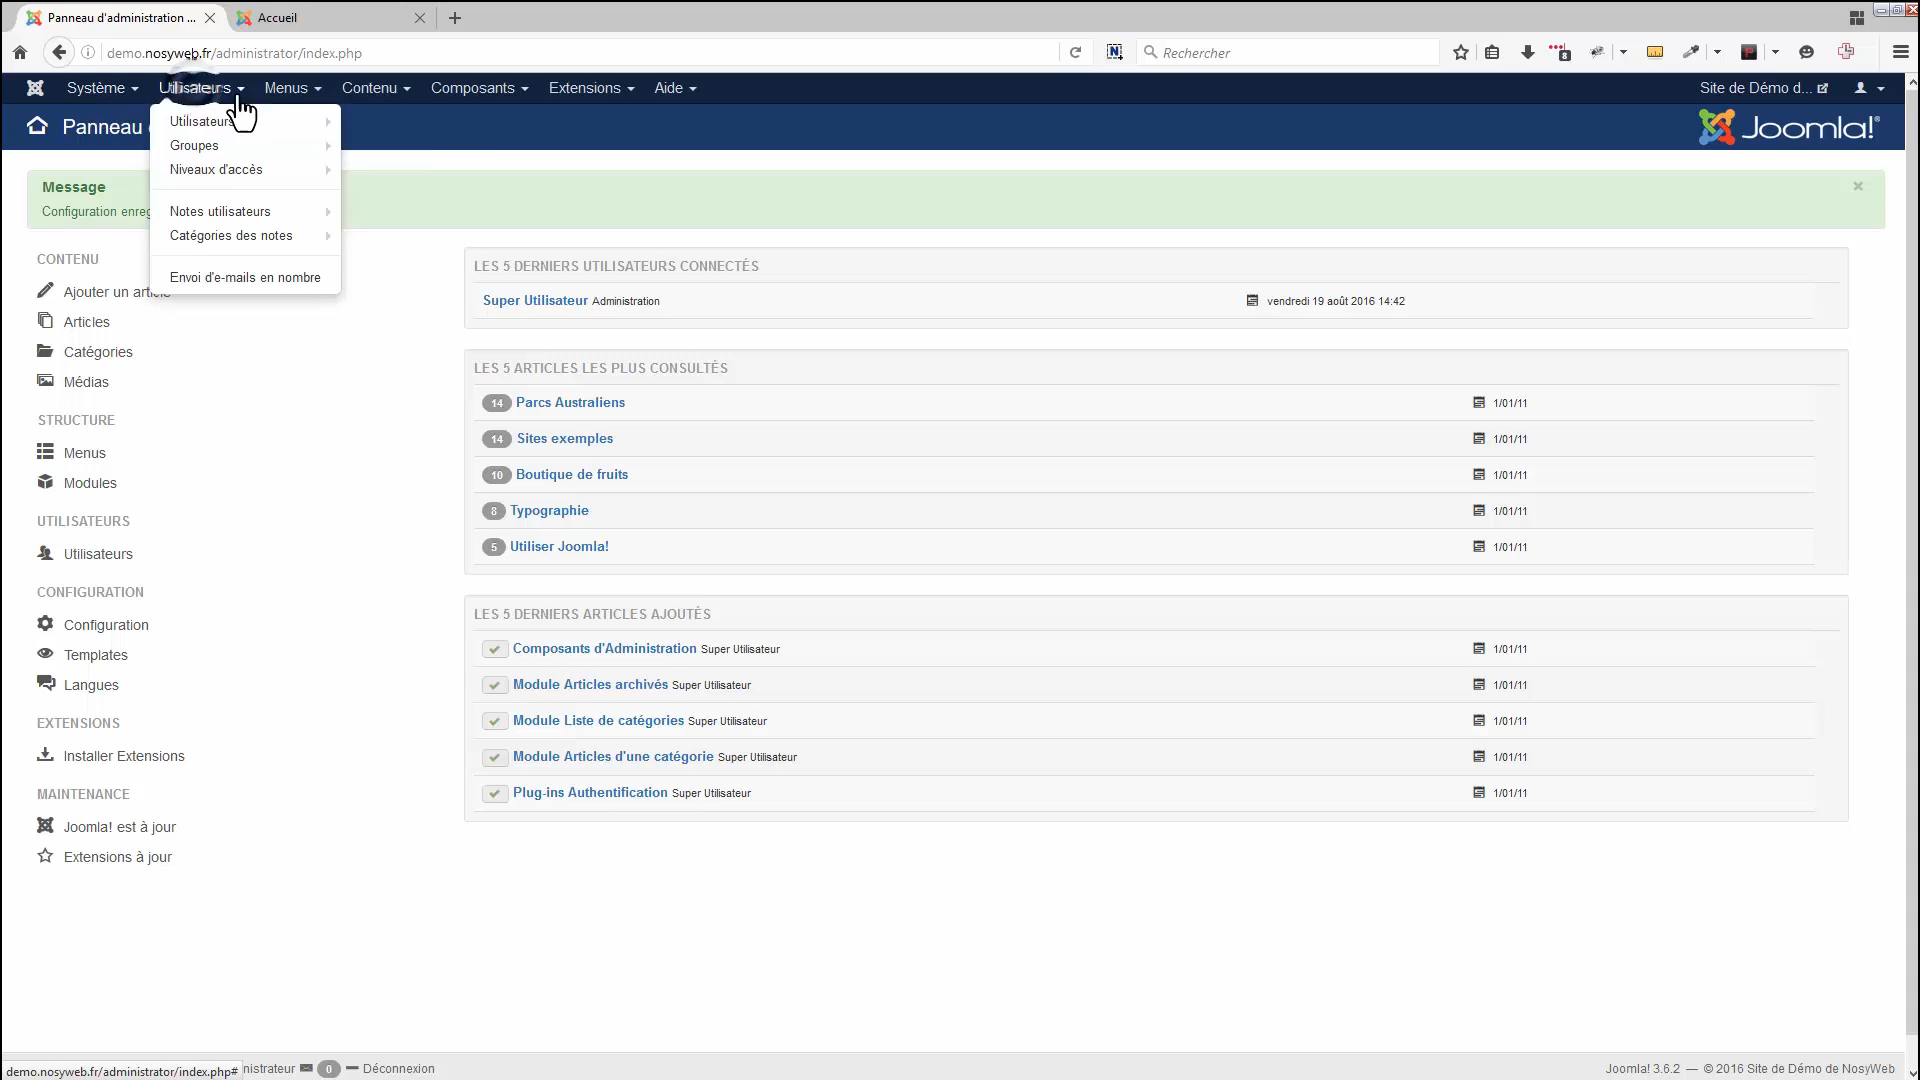 Panneau d'administration ...
Accueil
demo.nosyweb.fr/administrator/index.php
Rechercher
8
Système
Utilisateurs
Menus
Contenu
Composants
Extensions
Aide
Site de Démo d...
Panneau
Joomla!®
Utilisateurs
Groupes
Niveaux d'accès
Notes utilisateurs
Catégories des notes
Envoi d'e-mails en nombre
Message
Configuration enreg
CONTENU
Ajouter un article
Articles
Catégories
Médias
STRUCTURE
Menus
Modules
UTILISATEURS
Utilisateurs
CONFIGURATION
Configuration
Templates
Langues
EXTENSIONS
Installer Extensions
MAINTENANCE
Joomla! est à jour
Extensions à jour
LES 5 DERNIERS UTILISATEURS CONNECTÉS
Super Utilisateur Administration vendredi 19 août 2016 14:42
LES 5 ARTICLES LES PLUS CONSULTÉS
14 Parcs Australiens 1/01/11
14 Sites exemples 1/01/11
10 Boutique de fruits 1/01/11
8 Typographie 1/01/11
5 Utiliser Joomla! 1/01/11
LES 5 DERNIERS ARTICLES AJOUTÉS
Composants d'Administration Super Utilisateur 1/01/11
Module Articles archivés Super Utilisateur 1/01/11
Module Liste de catégories Super Utilisateur 1/01/11
Module Articles d'une catégorie Super Utilisateur 1/01/11
Plug-ins Authentification Super Utilisateur 1/01/11
demo.nosyweb.fr/administrator/index.php#
nistrateur 0 Déconnexion
Joomla! 3.6.2 — © 2016 Site de Démo de NosyWeb